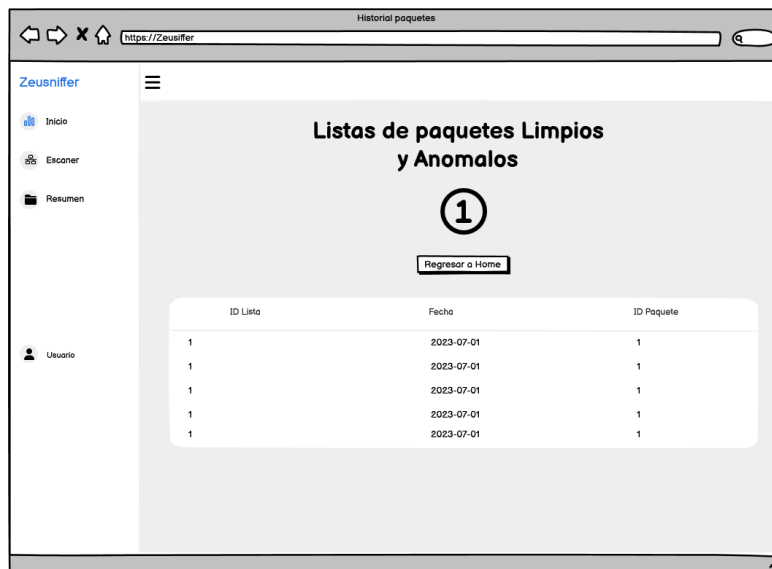 Historial paquetes
https://Zeusiffer
Zeusniffer
Inicio
Escaner
Resumen
Usuario
Listas de paquetes Limpios
y Anomalos
1
Regresar a Home
ID Lista Fecha ID Paquete
1 2023-07-01 1
1 2023-07-01 1
1 2023-07-01 1
1 2023-07-01 1
1 2023-07-01 1